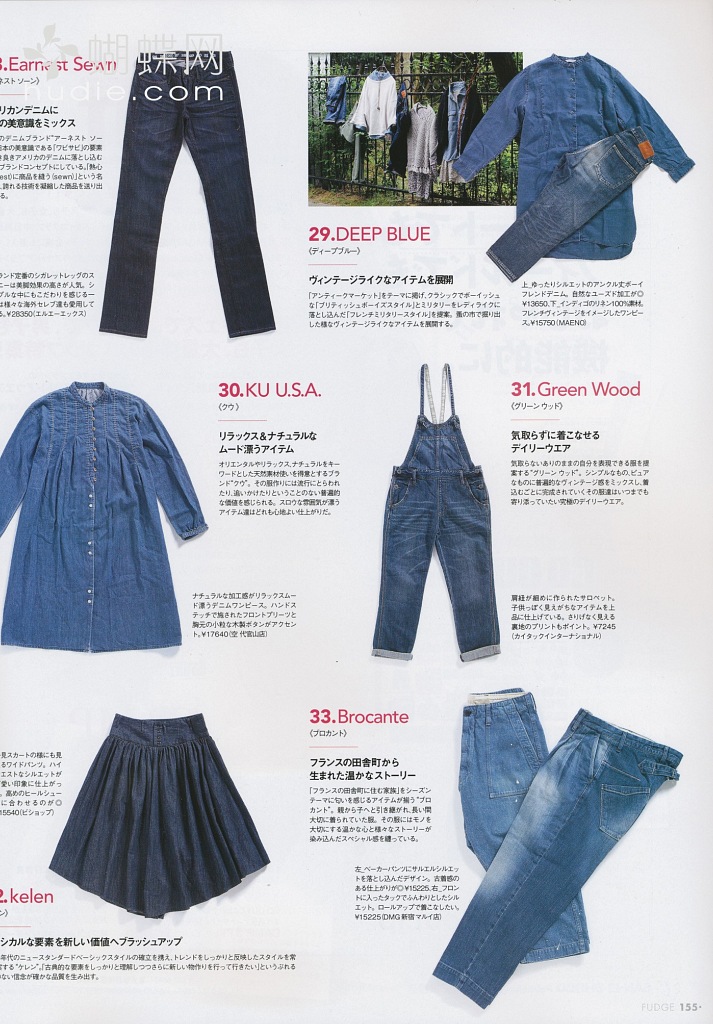 蝴蝶网
hudie.com
.Earnest Sewn
ネスト ソーン》
リカンデニムに
の美意識をミックス
のデニムブランド"アーネスト ソー
日本の美意識である「ワビサビ」の要素
き良きアメリカのデニムに落とし込む
ブランドコンセプトにしている。「熱心
est)に商品を縫う(sewn)」という名
、誇れる技術を凝縮した商品を送り出
る。
ランド定番のシガレットレッグのス
ニーは美脚効果の高さが人気。シ
プルな中にもこだわりを感じる一
は様々な海外セレブ達も愛用して
る。¥28350(エルエーエックス)
29.DEEP BLUE
《ディープブルー》
ヴィンテージライクなアイテムを展開
「アンティークマーケット」をテーマに掲げ、クラシックでボーイッシュ
な「ブリティッシュボーイズスタイル」とミリタリーをレディライクに
落とし込んだ「フレンチミリタリースタイル」を提案。蚤の市で掘り出
した様なヴィンテージライクなアイテムを展開する。
上_ゆったりシルエットのアンクル丈ボーイ
フレンドデニム。自然なユーズド加工が◎
¥13650、下_インディゴのリネン100%素材。
フレンチヴィンテージをイメージしたワンピー
ス。¥15750(MAENO)
30.KU U.S.A.
《クウ》
リラックス&ナチュラルな
ムード漂うアイテム
オリエンタルやリラックス、ナチュラルをキー
ワードとした天然素材使いを得意とするブラ
ンド"クウ"。その服作りには流行にとらわれ
たり、追いかけたりということのない普遍的
な価値を感じられる。スロウな雰囲気が漂う
アイテム達はどれも心地よい仕上がりだ。
ナチュラルな加工感がリラックスムー
ド漂うデニムワンピース。ハンドス
テッチで施されたフロントプリーツと
胸元の小粒な木製ボタンがアクセン
ト。¥17640(空 代官山店)
31.Green Wood
《グリーン ウッド》
気取らずに着こなせる
デイリーウエア
気取らないありのままの自分を表現できる服を提
案する"グリーン ウッド"。シンプルなもの、ピュア
なものに普遍的なヴィンテージ感をミックスし、着
込むごとに完成されていくその服達はいつまでも
寄り添っていたい究極のデイリーウエア。
肩紐が細めに作られたサロペット。
子供っぽく見えがちなアイテムを上
品に仕上げている。さりげなく見える
裏地のプリントもポイント。¥7245
(カイタックインターナショナル)
見スカートの様にも見
るワイドパンツ。ハイ
エストなシルエットが
愛い印象に仕上がっ
。高めのヒールシュー
に合わせるのが◎
15540(ビショップ)
2.kelen
ン》
シカルな要素を新しい価値へブラッシュアップ
年代のニュースタンダードベーシックスタイルの確立を携え、トレンドをしっかりと反映したスタイルを常
する"ケレン"。「古典的な要素をしっかりと理解しつつさらに新しい物作りを行って行きたい」というぶれる
ない信念が確かな品質を生み出す。
33.Brocante
《ブロカント》
フランスの田舎町から
生まれた温かなストーリー
「フランスの田舎町に住む家族」をシーズン
テーマに匂いを感じるアイテムが揃う"ブロ
カント"。親から子へと引き継がれ、長い間
大切に着られていた服。その服にはモノを
大切にする温かな心と様々なストーリーが
染み込んだスペシャル感を纏っている。
左_ベーカーパンツにサルエルシルエッ
トを落とし込んだデザイン。古着感の
ある仕上がりが◎¥15225、右_フロン
トに入ったタックでふんわりとしたシル
エット。ロールアップで着こなしたい。
¥15225(DMG 新宿マルイ店)
FUDGE 155·